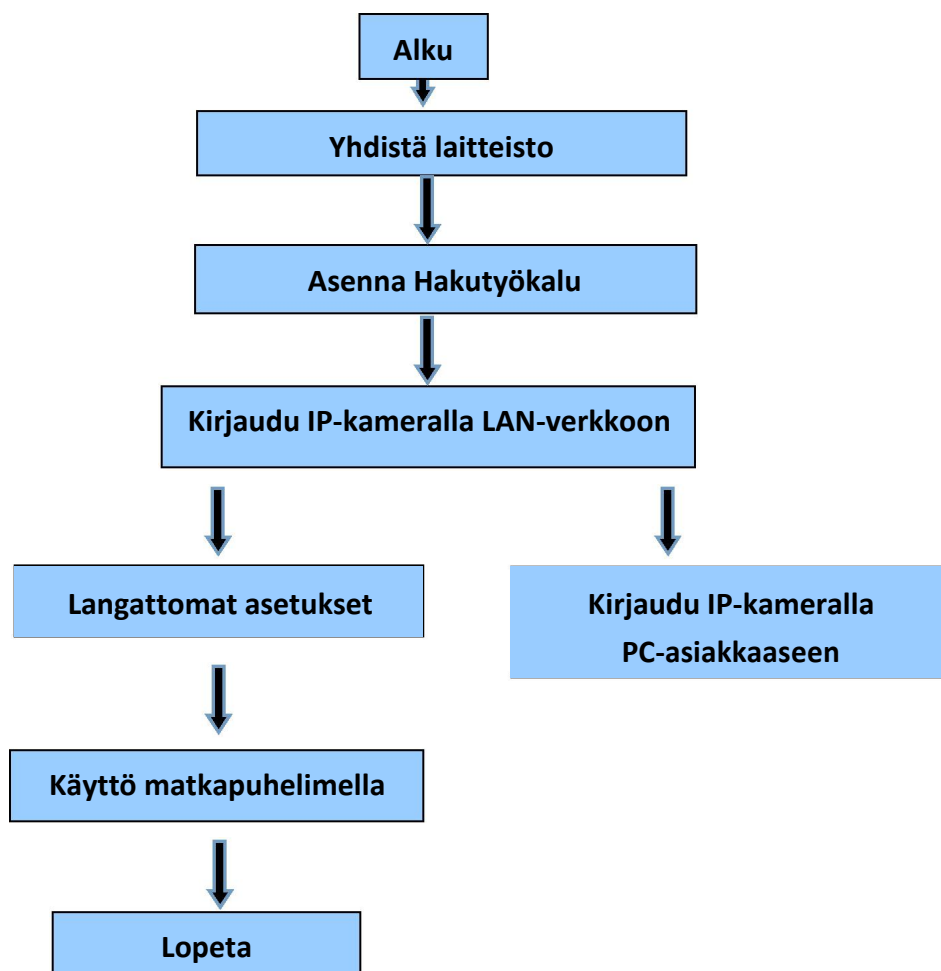 Alku
Yhdistä laitteisto
Asenna Hakutyökalu
Kirjaudu IP-kameralla LAN-verkkoon
Langattomat asetukset
Kirjaudu IP-kameralla
PC-asiakkaaseen
Käyttö matkapuhelimella
Lopeta